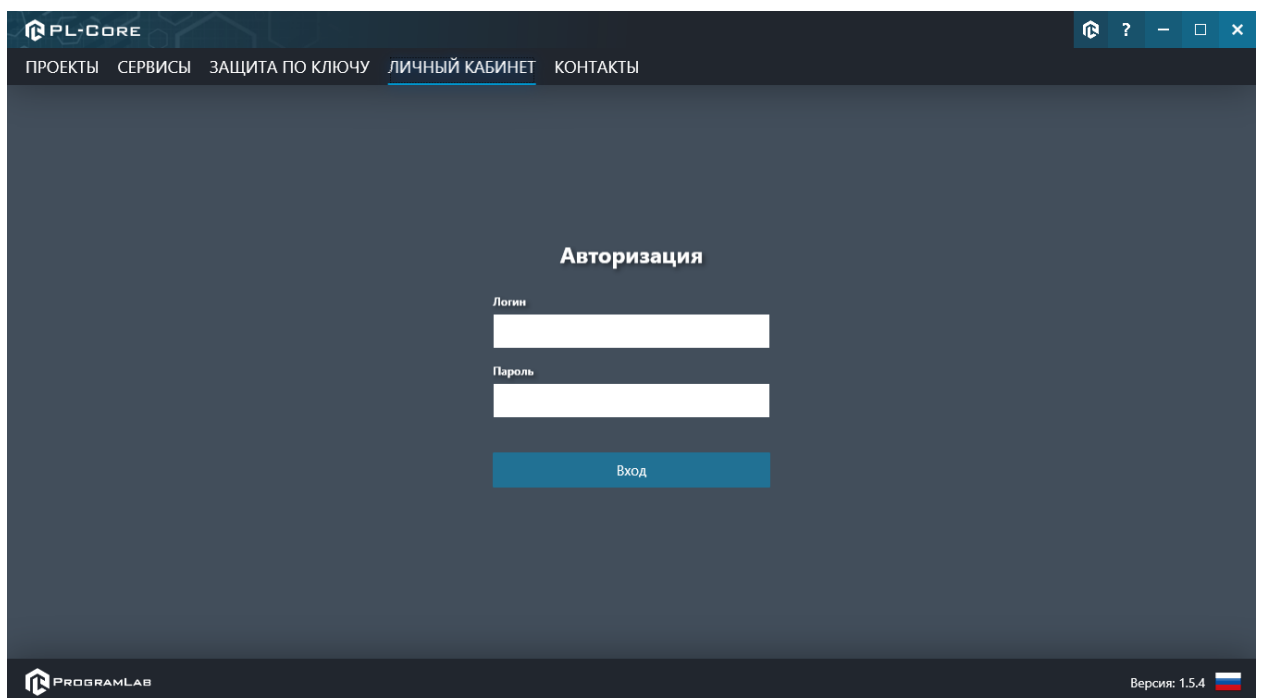 PL-CORE
?
ПРОЕКТЫ СЕРВИСЫ ЗАЩИТА ПО КЛЮЧУ ЛИЧНЫЙ КАБИНЕТ КОНТАКТЫ
Авторизация
Логин
Пароль
Вход
PROGRAMLAB
Версия: 1.5.4